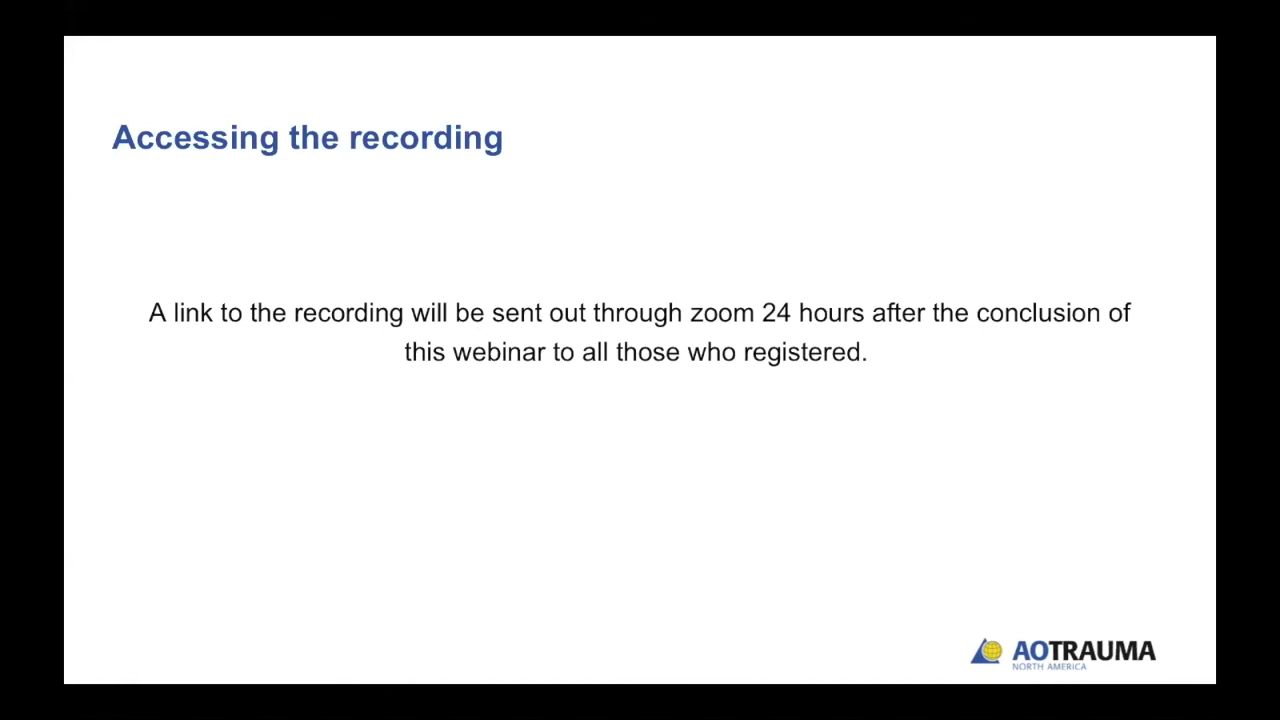 Accessing the recording
A link to the recording will be sent out through zoom 24 hours after the conclusion of
this webinar to all those who registered.
AOTRAUMA
NORTH AMERICA